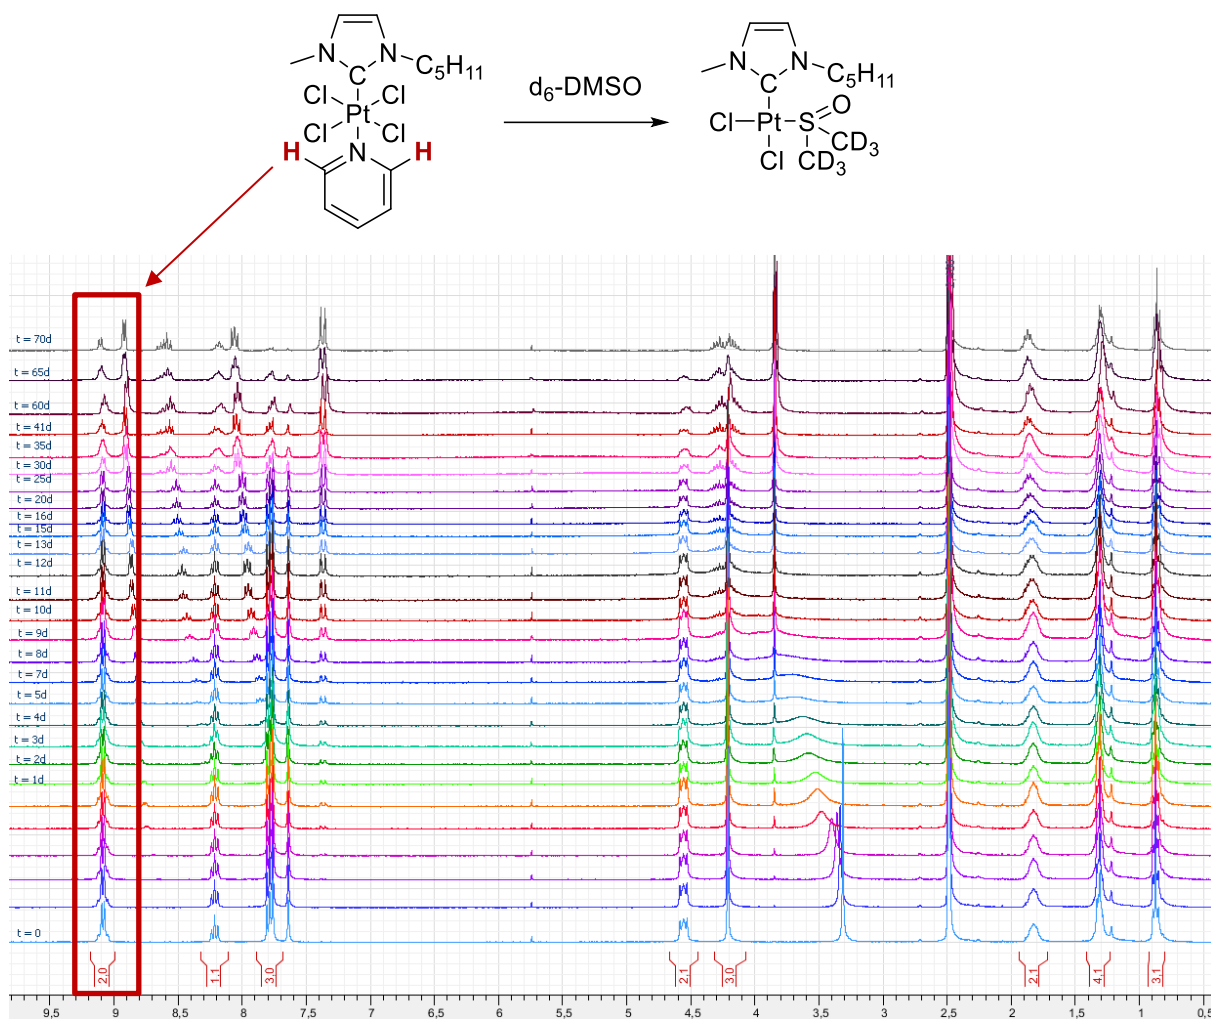 N N C₅H₁₁
C
Cl Cl
Pt
Cl Cl
H N H
d₆-DMSO
N N C₅H₁₁
C O
Cl Pt S
CD₃
Cl CD₃
t = 70d
t = 65d
t = 60d
t = 41d
t = 35d
t = 30d
t = 25d
t = 20d
t = 16d
t = 15d
t = 13d
t = 12d
t = 11d
t = 10d
t = 9d
t = 8d
t = 7d
t = 5d
t = 4d
t = 3d
t = 2d
t = 1d
t = 0
2.0 1.1 3.0 2.1 3.0 2.1 4.1 3.1
9,5 9 8,5 8 7,5 7 6,5 6 5,5 5 4,5 4 3,5 3 2,5 2 1,5 1 0,5